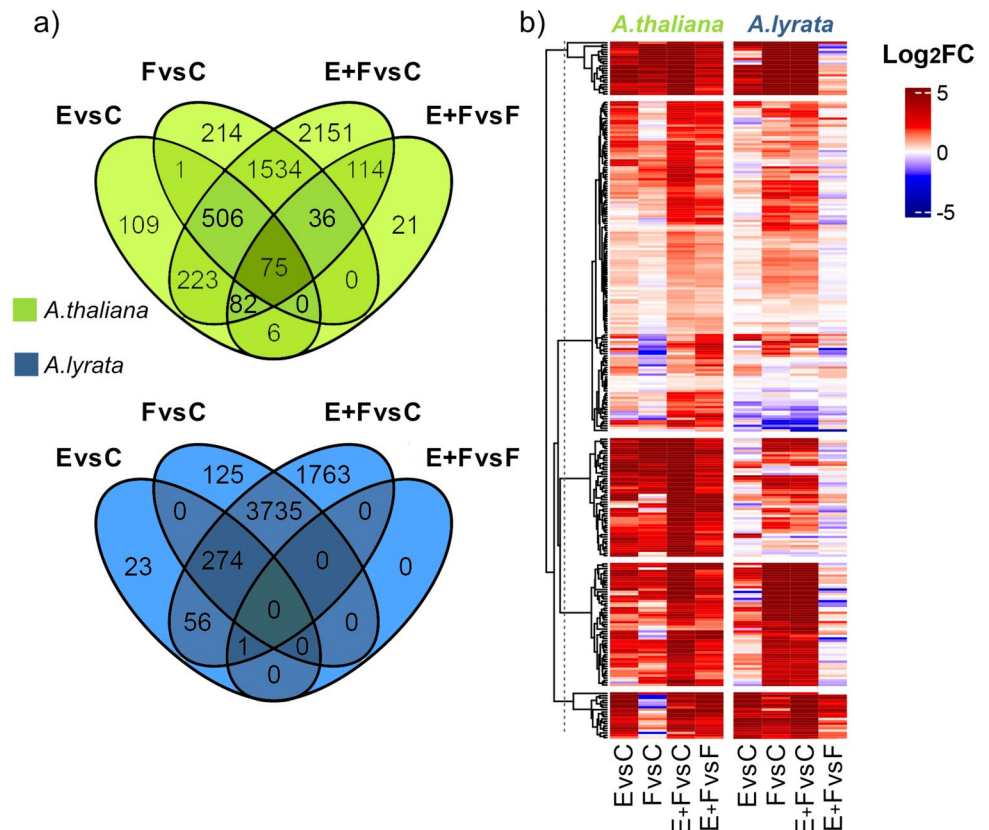 a)
FvsC
E+FvsC
EvsC
E+FvsF
214
2151
1
1534
114
109
506
36
21
223
75
0
82
0
6
A.thaliana
A.lyrata
FvsC
E+FvsC
EvsC
E+FvsF
125
1763
0
3735
0
23
274
0
0
56
0
0
1
0
0
b)
A.thaliana
A.lyrata
Log2FC
5
0
-5
EvsC
FvsC
E+FvsC
E+FvsF
EvsC
FvsC
E+FvsC
E+FvsF